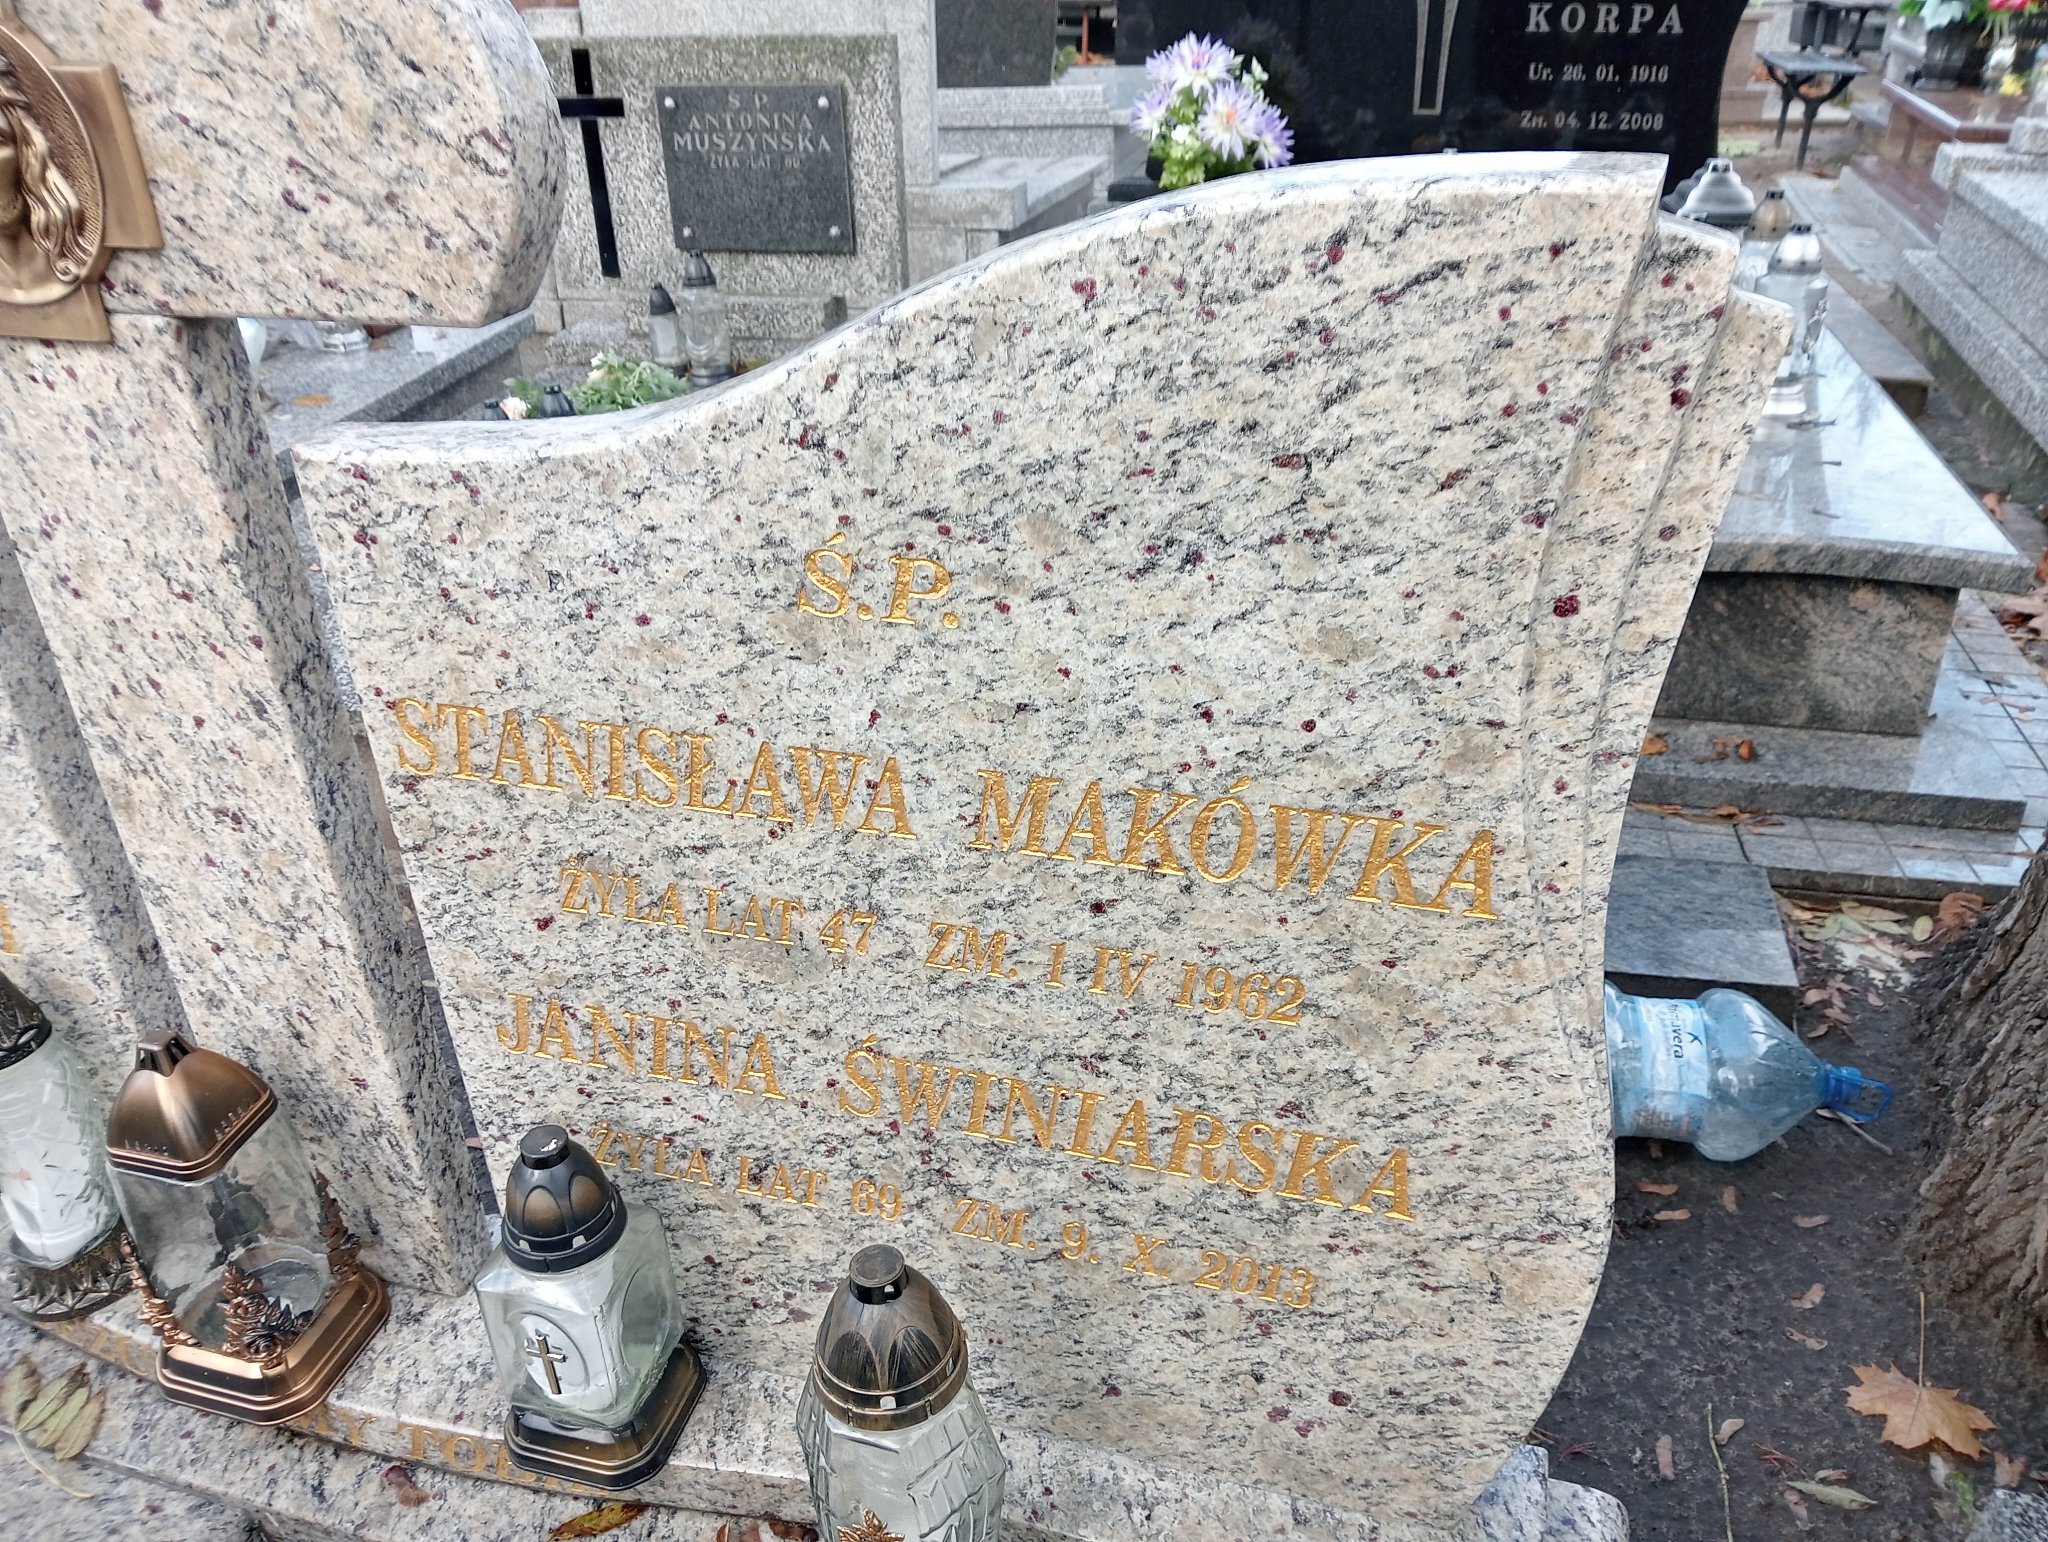 KORPA
Ur. 26. 01. 1916
Zm. 04. 12. 2008
S P
ANTONINA
MUSZYŃSKA
ŻYŁA LAT
Ś.P.
STANISŁAWA MAKÓWKA
ŻYŁA LAT 47 ZM. 1 IV 1962
JANINA ŚWINIARSKA
ŻYŁA LAT 69 ZM. 9. X. 2013